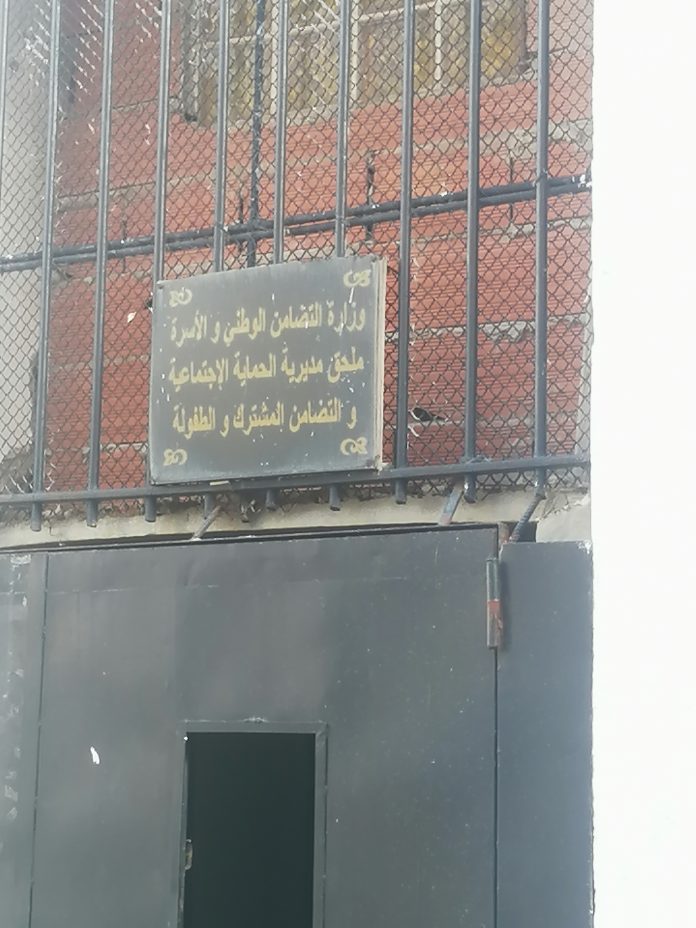 وزارة التضامن الوطني و الأسرة
ملحق مديرية الحماية الإجتماعية
و التضامن المشترك و الطفولة